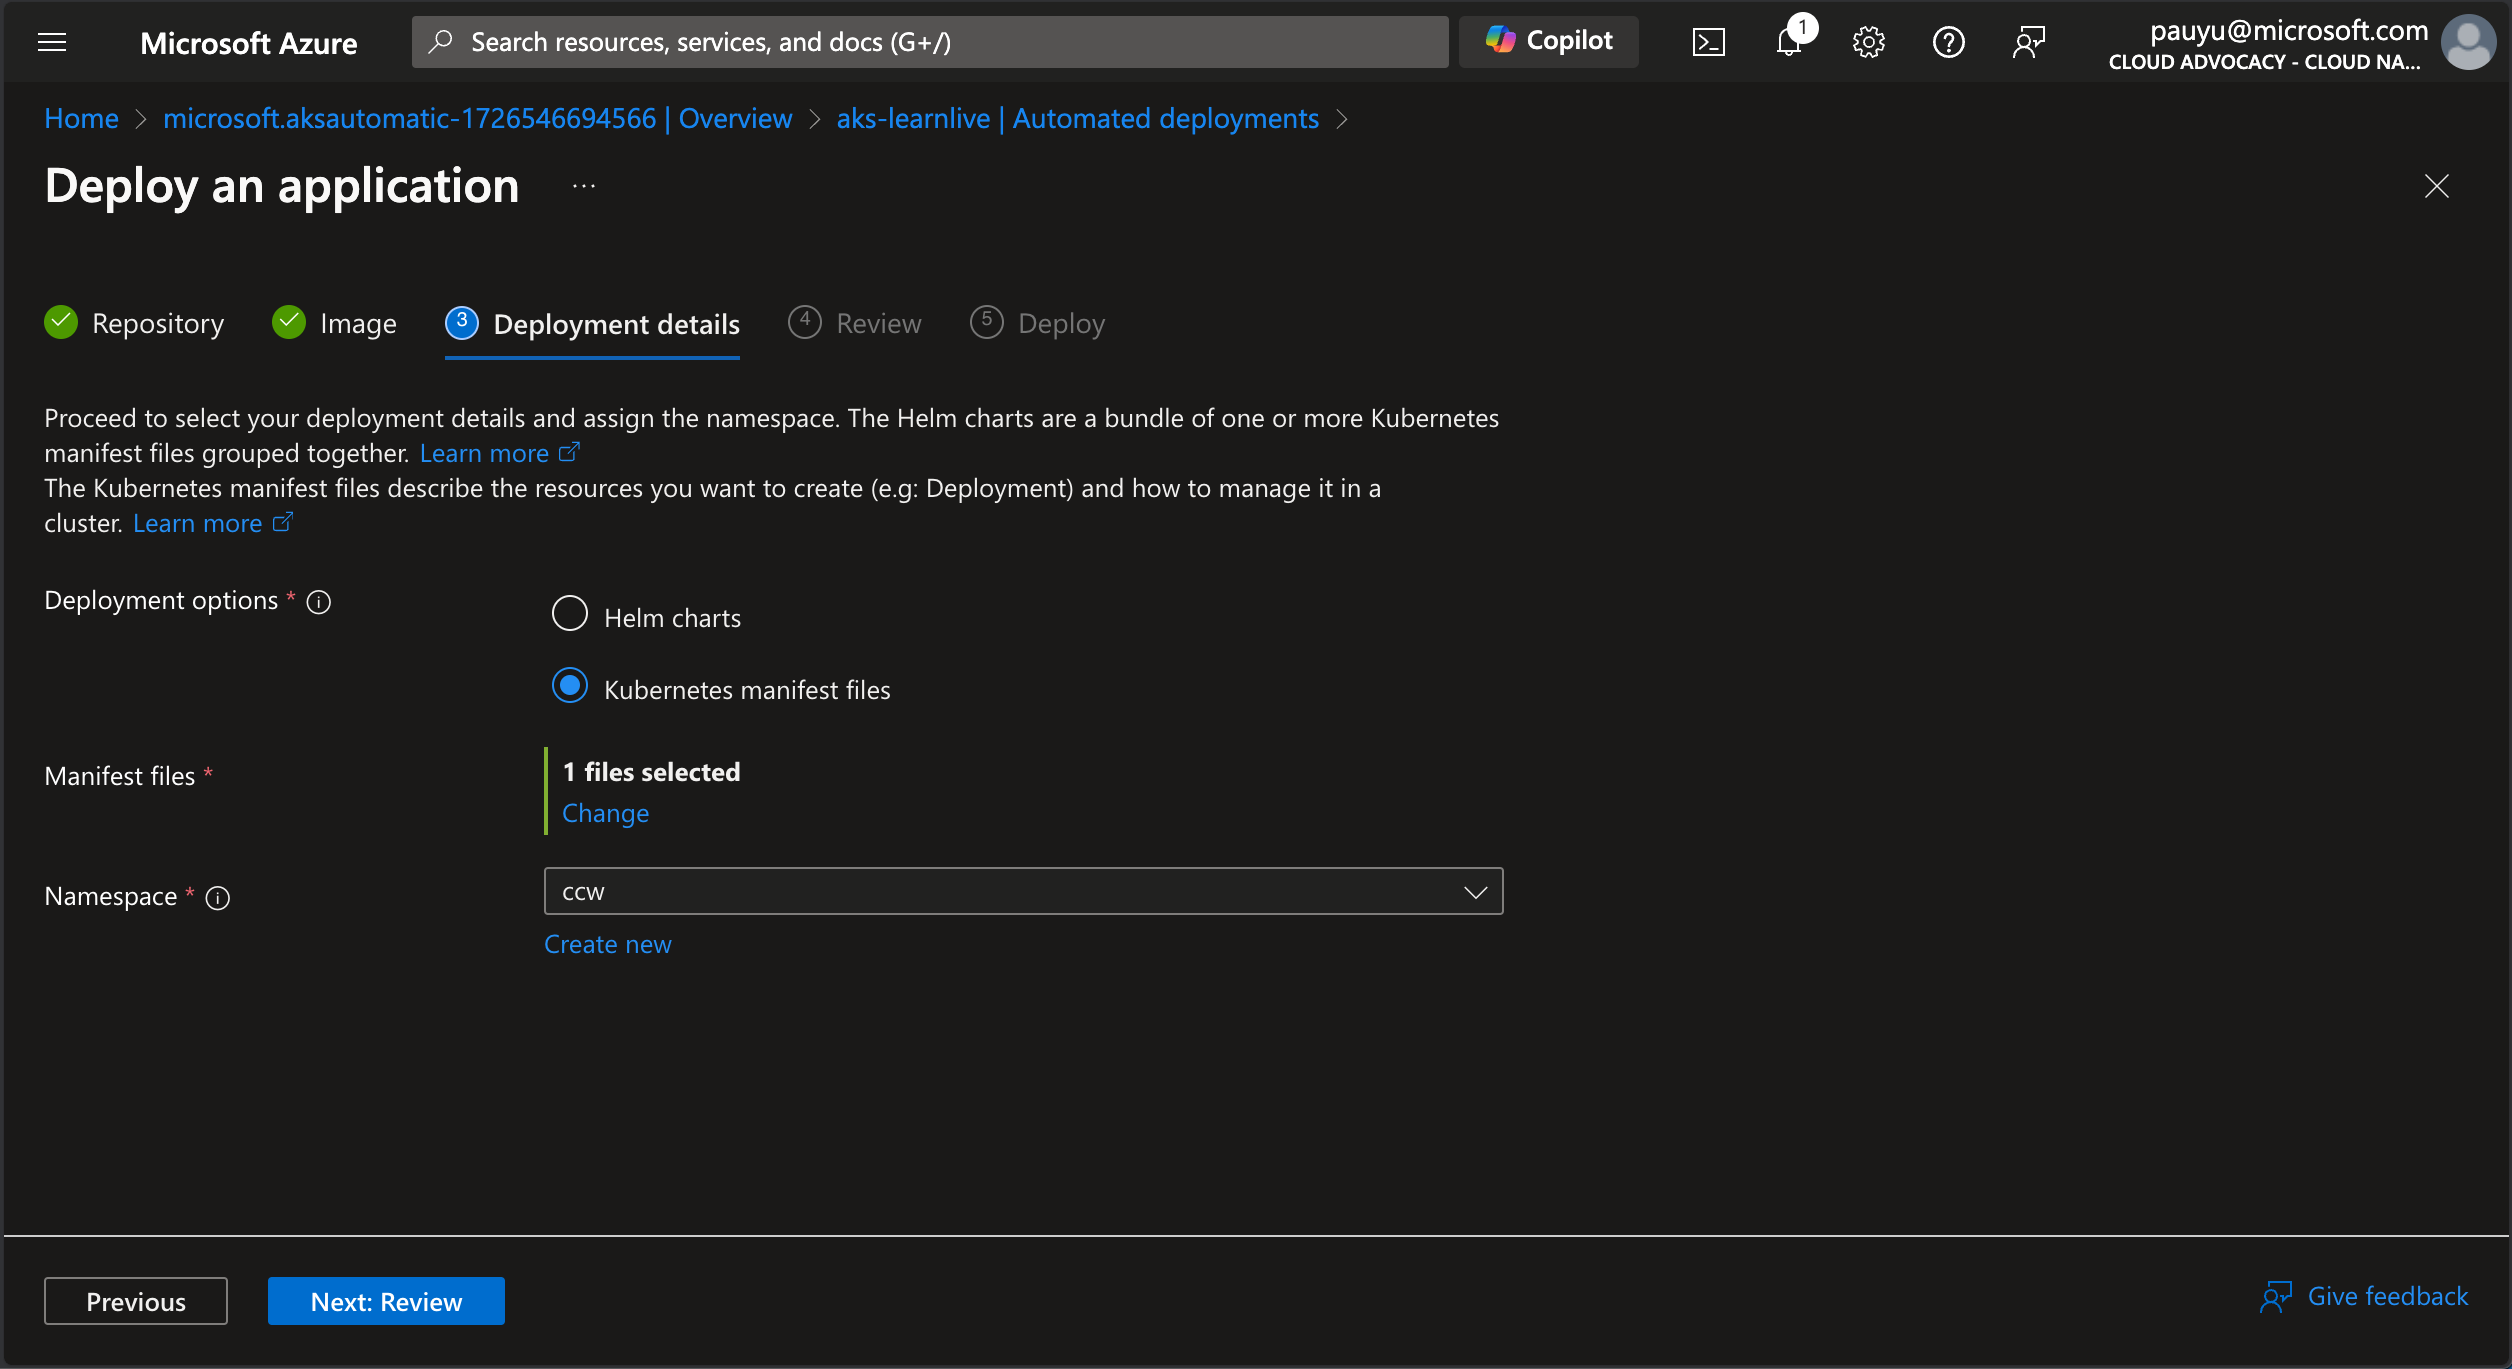 Microsoft Azure
Search resources, services, and docs (G+/)
Copilot
1
pauyu@microsoft.com
CLOUD ADVOCACY - CLOUD NA...
Home > microsoft.aksautomatic-1726546694566 | Overview > aks-learnlive | Automated deployments >
Deploy an application ...
Repository
Image
3 Deployment details
4 Review
5 Deploy
Proceed to select your deployment details and assign the namespace. The Helm charts are a bundle of one or more Kubernetes
manifest files grouped together. Learn more
The Kubernetes manifest files describe the resources you want to create (e.g: Deployment) and how to manage it in a
cluster. Learn more
Deployment options *
Helm charts
Kubernetes manifest files
Manifest files *
1 files selected
Change
Namespace *
ccw
Create new
Previous
Next: Review
Give feedback